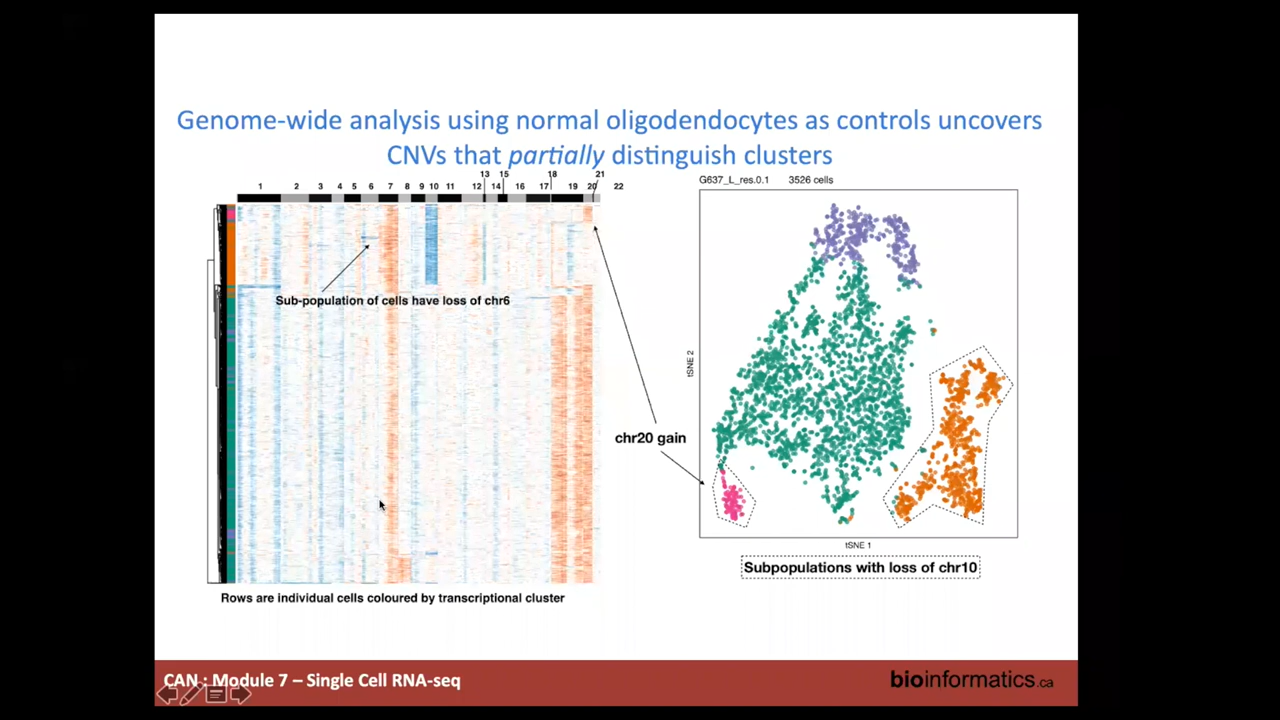 Genome-wide analysis using normal oligodendocytes as controls uncovers
CNVs that partially distinguish clusters
13 15 18 21
1 2 3 4 5 6 7 8 9 10 11 12 14 16 17 19 20 22
Sub-population of cells have loss of chr6
Rows are individual cells coloured by transcriptional cluster
chr20 gain
G637_L_res.0.1 3526 cells
tSNE 2
tSNE 1
Subpopulations with loss of chr10
CAN : Module 7 – Single Cell RNA-seq
bioinformatics.ca